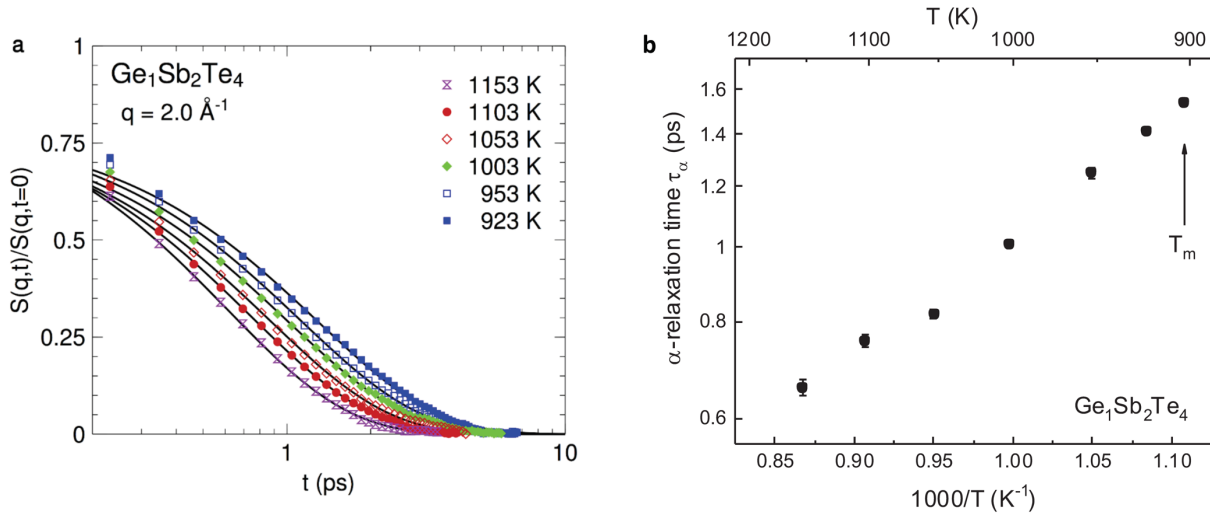 a
Ge₁Sb₂Te₄
q = 2.0 Å⁻¹
1153 K
1103 K
1053 K
1003 K
953 K
923 K
1
0.75
0.5
0.25
0
S(q,t)/S(q,t=0)
1
10
t (ps)
b
T (K)
1200
1100
1000
900
1.6
1.4
1.2
1
0.8
0.6
α-relaxation time τα (ps)
Tm
Ge₁Sb₂Te₄
0.85
0.90
0.95
1.00
1.05
1.10
1000/T (K⁻¹)